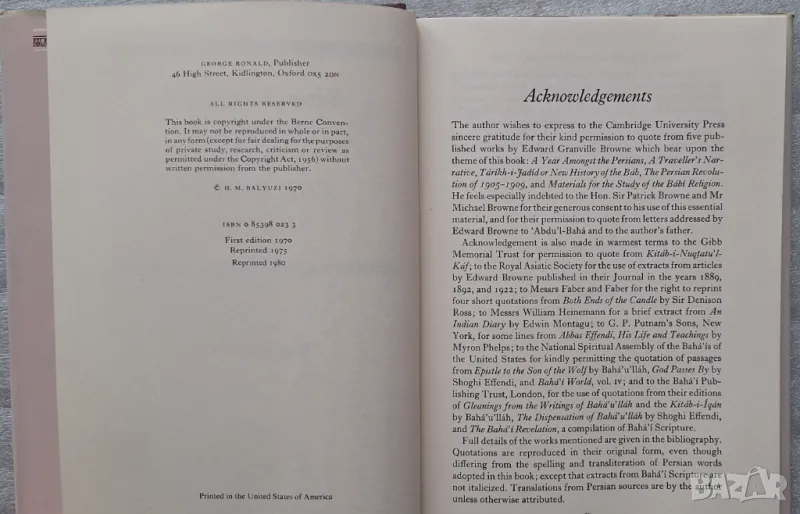 GEORGE RONALD, Publisher
46 High Street, Kidlington, Oxford OX5 2DN
ALL RIGHTS RESERVED
This book is copyright under the Berne Conven-
tion. It may not be reproduced in whole or in part,
in any form (except for fair dealing for the purposes
of private study, research, criticism or review as
permitted under the Copyright Act, 1956) without
written permission from the publisher.
© H. M. BALYUZI 1970
ISBN 0 85398 023 3
First edition 1970
Reprinted 1975
Reprinted 1980
Printed in the United States of America
Acknowledgements
The author wishes to express to the Cambridge University Press
sincere gratitude for their kind permission to quote from five pub-
lished works by Edward Granville Browne which bear upon the
theme of this book: A Year Amongst the Persians, A Traveller's Nar-
rative, Táríkh-i-Jadíd or New History of the Báb, The Persian Revolu-
tion of 1905-1909, and Materials for the Study of the Bábí Religion.
He feels especially indebted to the Hon. Sir Patrick Browne and Mr
Michael Browne for their generous consent to his use of this essential
material, and for their permission to quote from letters addressed by
Edward Browne to 'Abdu'l-Bahá and to the author's father.
Acknowledgement is also made in warmest terms to the Gibb
Memorial Trust for permission to quote from Kitáb-i-Nuqtatu'l-
Káf; to the Royal Asiatic Society for the use of extracts from articles
by Edward Browne published in their Journal in the years 1889,
1892, and 1922; to Messrs Faber and Faber for the right to reprint
four short quotations from Both Ends of the Candle by Sir Denison
Ross; to Messrs William Heinemann for a brief extract from An
Indian Diary by Edwin Montagu; to G. P. Putnam's Sons, New
York, for some lines from Abbas Effendi, His Life and Teachings by
Myron Phelps; to the National Spiritual Assembly of the Bahá'ís of
the United States for kindly permitting the quotation of passages
from Epistle to the Son of the Wolf by Bahá'u'lláh, God Passes By by
Shoghi Effendi, and Bahá'í World, vol. IV; and to the Bahá'í Pub-
lishing Trust, London, for the use of quotations from their editions
of Gleanings from the Writings of Bahá'u'lláh and the Kitáb-i-Íqán
by Bahá'u'lláh, The Dispensation of Bahá'u'lláh by Shoghi Effendi,
and The Bahá'í Revelation, a compilation of Bahá'í Scripture.
Full details of the works mentioned are given in the bibliography.
Quotations are reproduced in their original form, even though
differing from the spelling and transliteration of Persian words
adopted in this book; except that extracts from Bahá'í Scripture are
not italicized. Translations from Persian sources are by the author
unless otherwise attributed.
BAZAR.bg